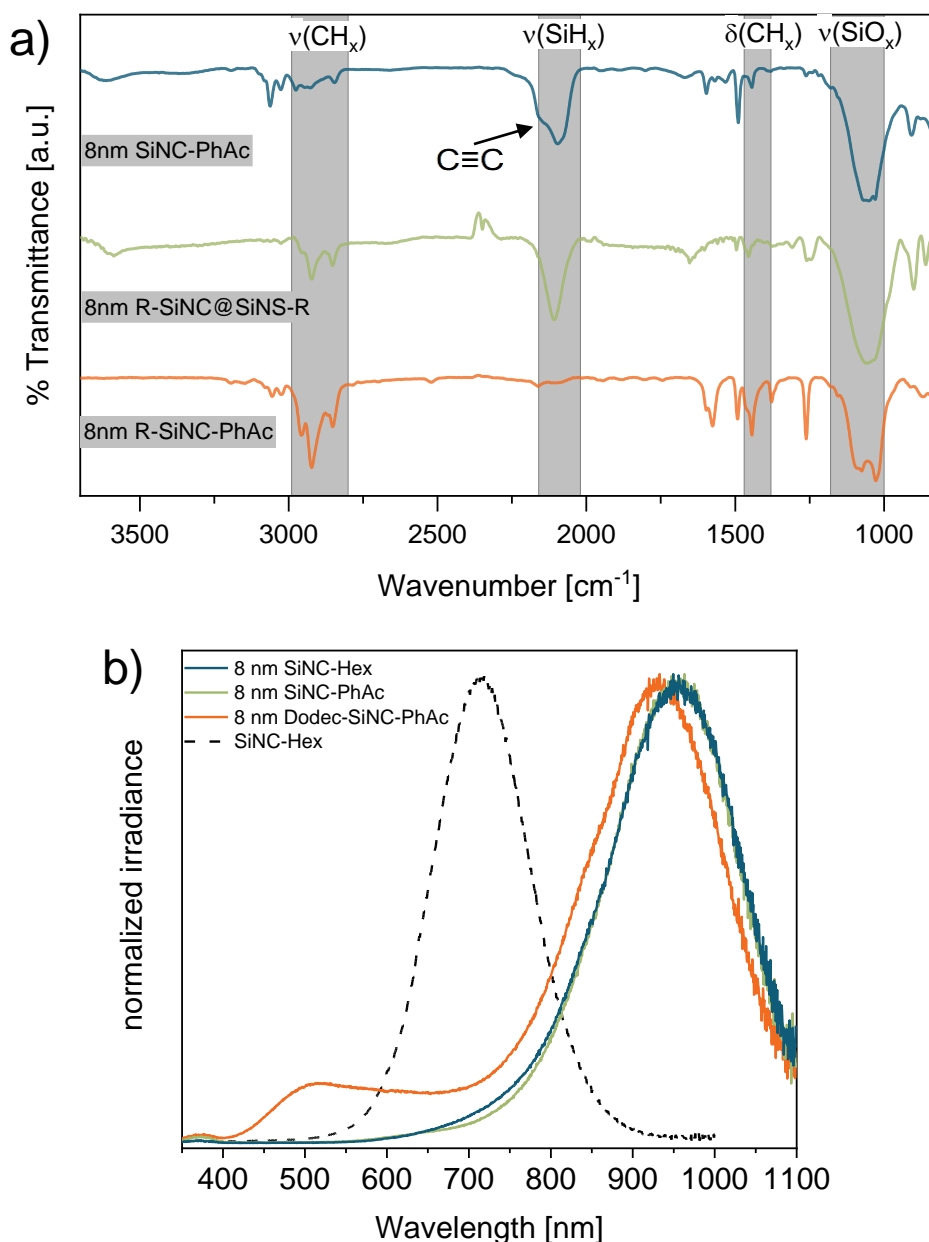 a)
ν(CHₓ) ν(SiHₓ) δ(CHₓ) ν(SiOₓ)
C≡C
8nm SiNC-PhAc
8nm R-SiNC@SiNS-R
8nm R-SiNC-PhAc
% Transmittance [a.u.]
3500 3000 2500 2000 1500 1000
Wavenumber [cm⁻¹]
b)
8 nm SiNC-Hex
8 nm SiNC-PhAc
8 nm Dodec-SiNC-PhAc
SiNC-Hex
normalized irradiance
400 500 600 700 800 900 1000 1100
Wavelength [nm]